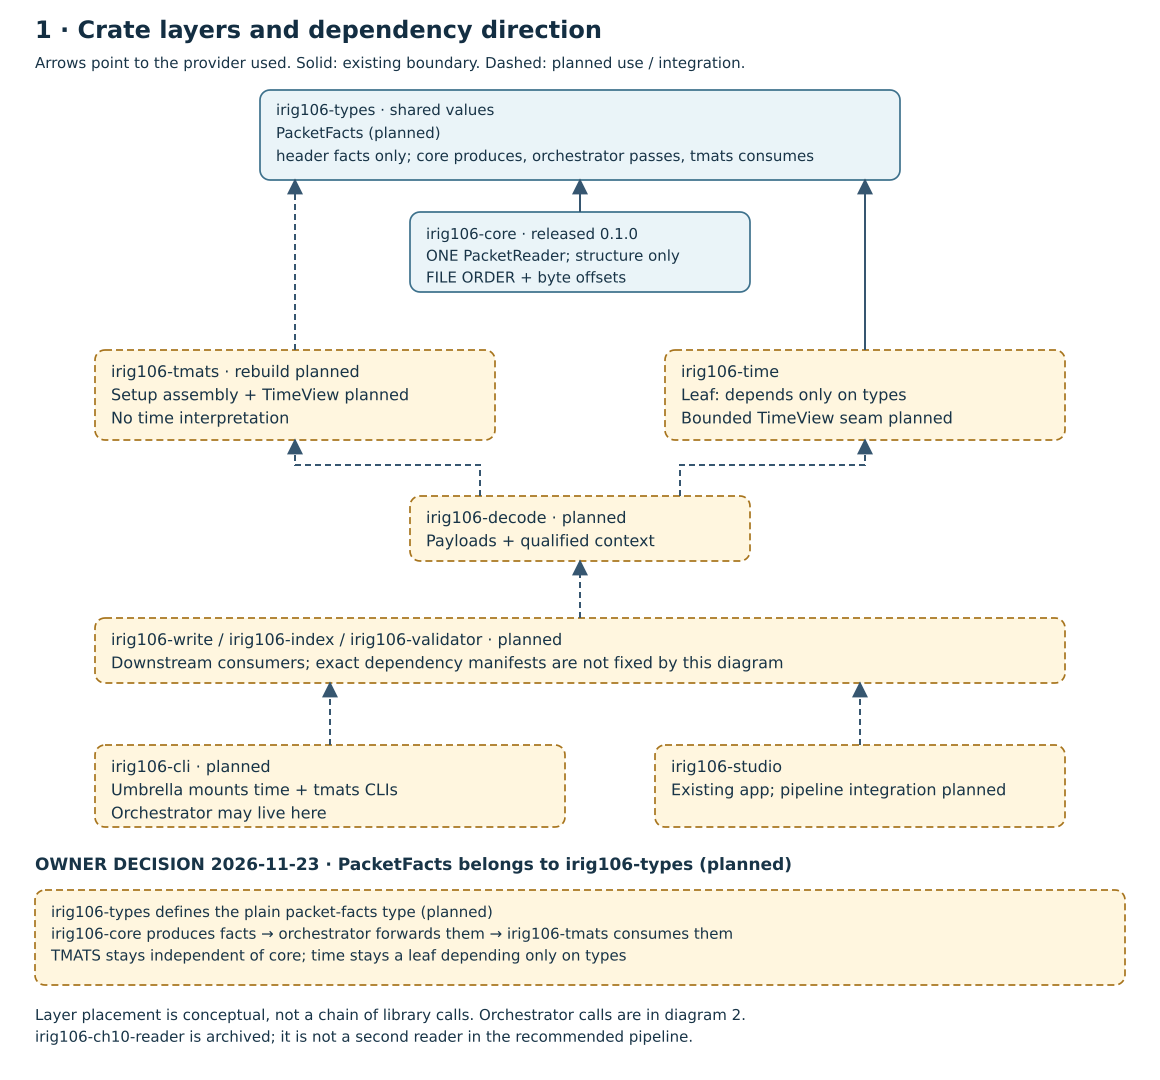 1 · Crate layers and dependency direction
Arrows point to the provider used. Solid: existing boundary. Dashed: planned use / integration.
irig106-types · shared values
PacketFacts (planned)
header facts only; core produces, orchestrator passes, tmats consumes
irig106-core · released 0.1.0
ONE PacketReader; structure only
FILE ORDER + byte offsets
irig106-tmats · rebuild planned
Setup assembly + TimeView planned
No time interpretation
irig106-time
Leaf: depends only on types
Bounded TimeView seam planned
irig106-decode · planned
Payloads + qualified context
irig106-write / irig106-index / irig106-validator · planned
Downstream consumers; exact dependency manifests are not fixed by this diagram
irig106-cli · planned
Umbrella mounts time + tmats CLIs
Orchestrator may live here
irig106-studio
Existing app; pipeline integration planned
OWNER DECISION 2026-11-23 · PacketFacts belongs to irig106-types (planned)
irig106-types defines the plain packet-facts type (planned)
irig106-core produces facts → orchestrator forwards them → irig106-tmats consumes them
TMATS stays independent of core; time stays a leaf depending only on types
Layer placement is conceptual, not a chain of library calls. Orchestrator calls are in diagram 2.
irig106-ch10-reader is archived; it is not a second reader in the recommended pipeline.